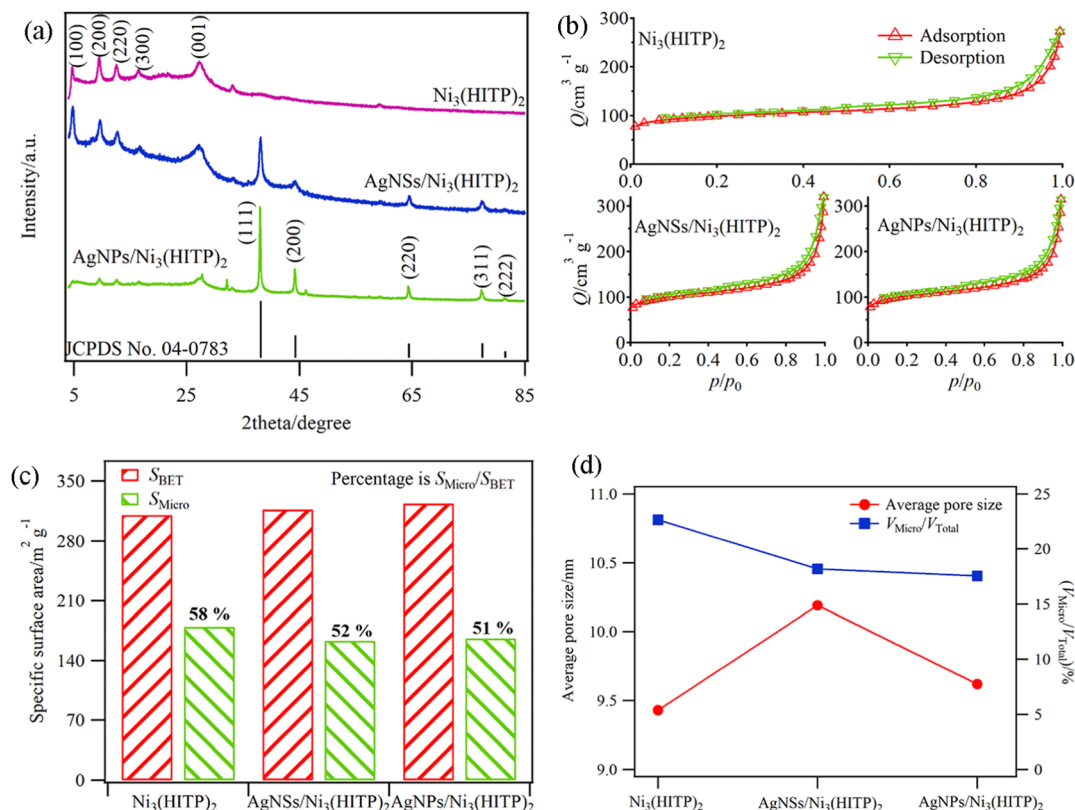 (a)
(100)
(200)
(220)
(300)
(001)
Ni3(HITP)2
AgNSs/Ni3(HITP)2
AgNPs/Ni3(HITP)2
(111)
(200)
(220)
(311)
(222)
JCPDS No. 04-0783
Intensity/a.u.
5 25 45 65 85
2theta/degree
(b)
Ni3(HITP)2
Adsorption
Desorption
Q/cm3 g-1
300
200
100
0
0.0 0.2 0.4 0.6 0.8 1.0
AgNSs/Ni3(HITP)2
Q/cm3 g-1
300
200
100
0
0.0 0.2 0.4 0.6 0.8 1.0
p/p0
AgNPs/Ni3(HITP)2
300
200
100
0
0.0 0.2 0.4 0.6 0.8 1.0
p/p0
(c)
SBET
SMicro
Percentage is SMicro/SBET
Specific surface area/m2 g-1
350
280
210
140
70
0
58 %
52 %
51 %
Ni3(HITP)2 AgNSs/Ni3(HITP)2 AgNPs/Ni3(HITP)2
(d)
Average pore size
VMicro/VTotal
Average pore size/nm
11.0
10.5
10.0
9.5
9.0
25
20
15
10
5
0
(VMicro/VTotal)/%
Ni3(HITP)2 AgNSs/Ni3(HITP)2 AgNPs/Ni3(HITP)2